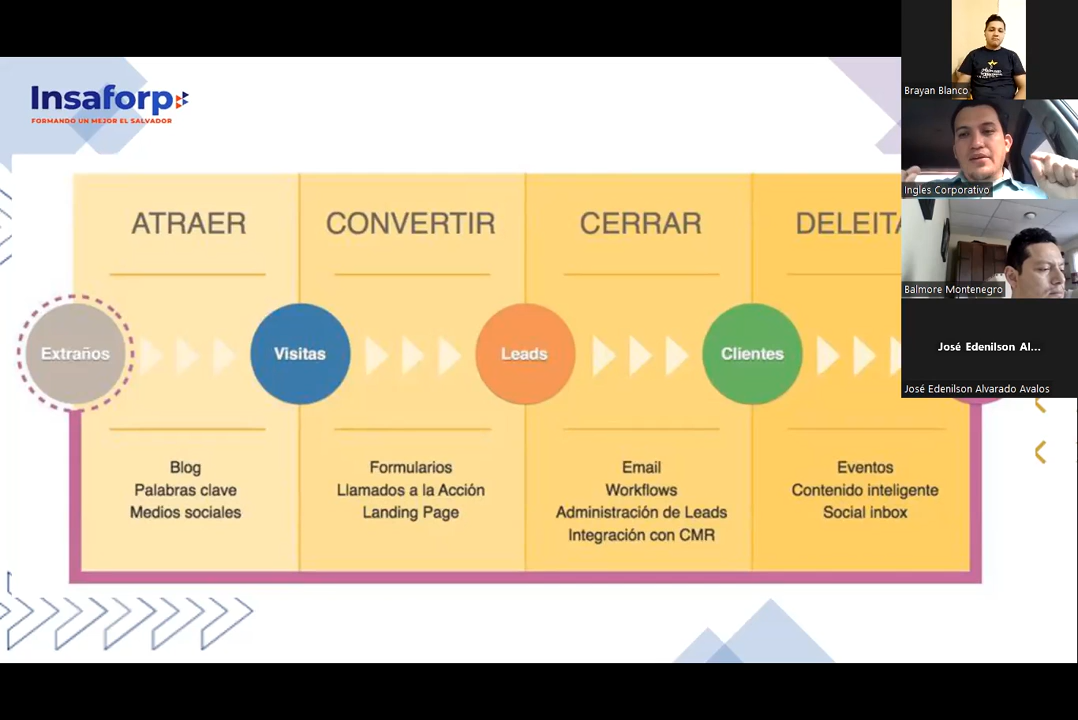 Insaforp
FORMANDO UN MEJOR EL SALVADOR
ATRAER
CONVERTIR
CERRAR
DELEITA
Extraños
Visitas
Leads
Clientes
Blog
Palabras clave
Medios sociales
Formularios
Llamados a la Acción
Landing Page
Email
Workflows
Administración de Leads
Integración con CMR
Eventos
Contenido inteligente
Social inbox
Brayan Blanco
Ingles Corporativo
Balmore Montenegro
José Edenilson Al...
José Edenilson Alvarado Avalos